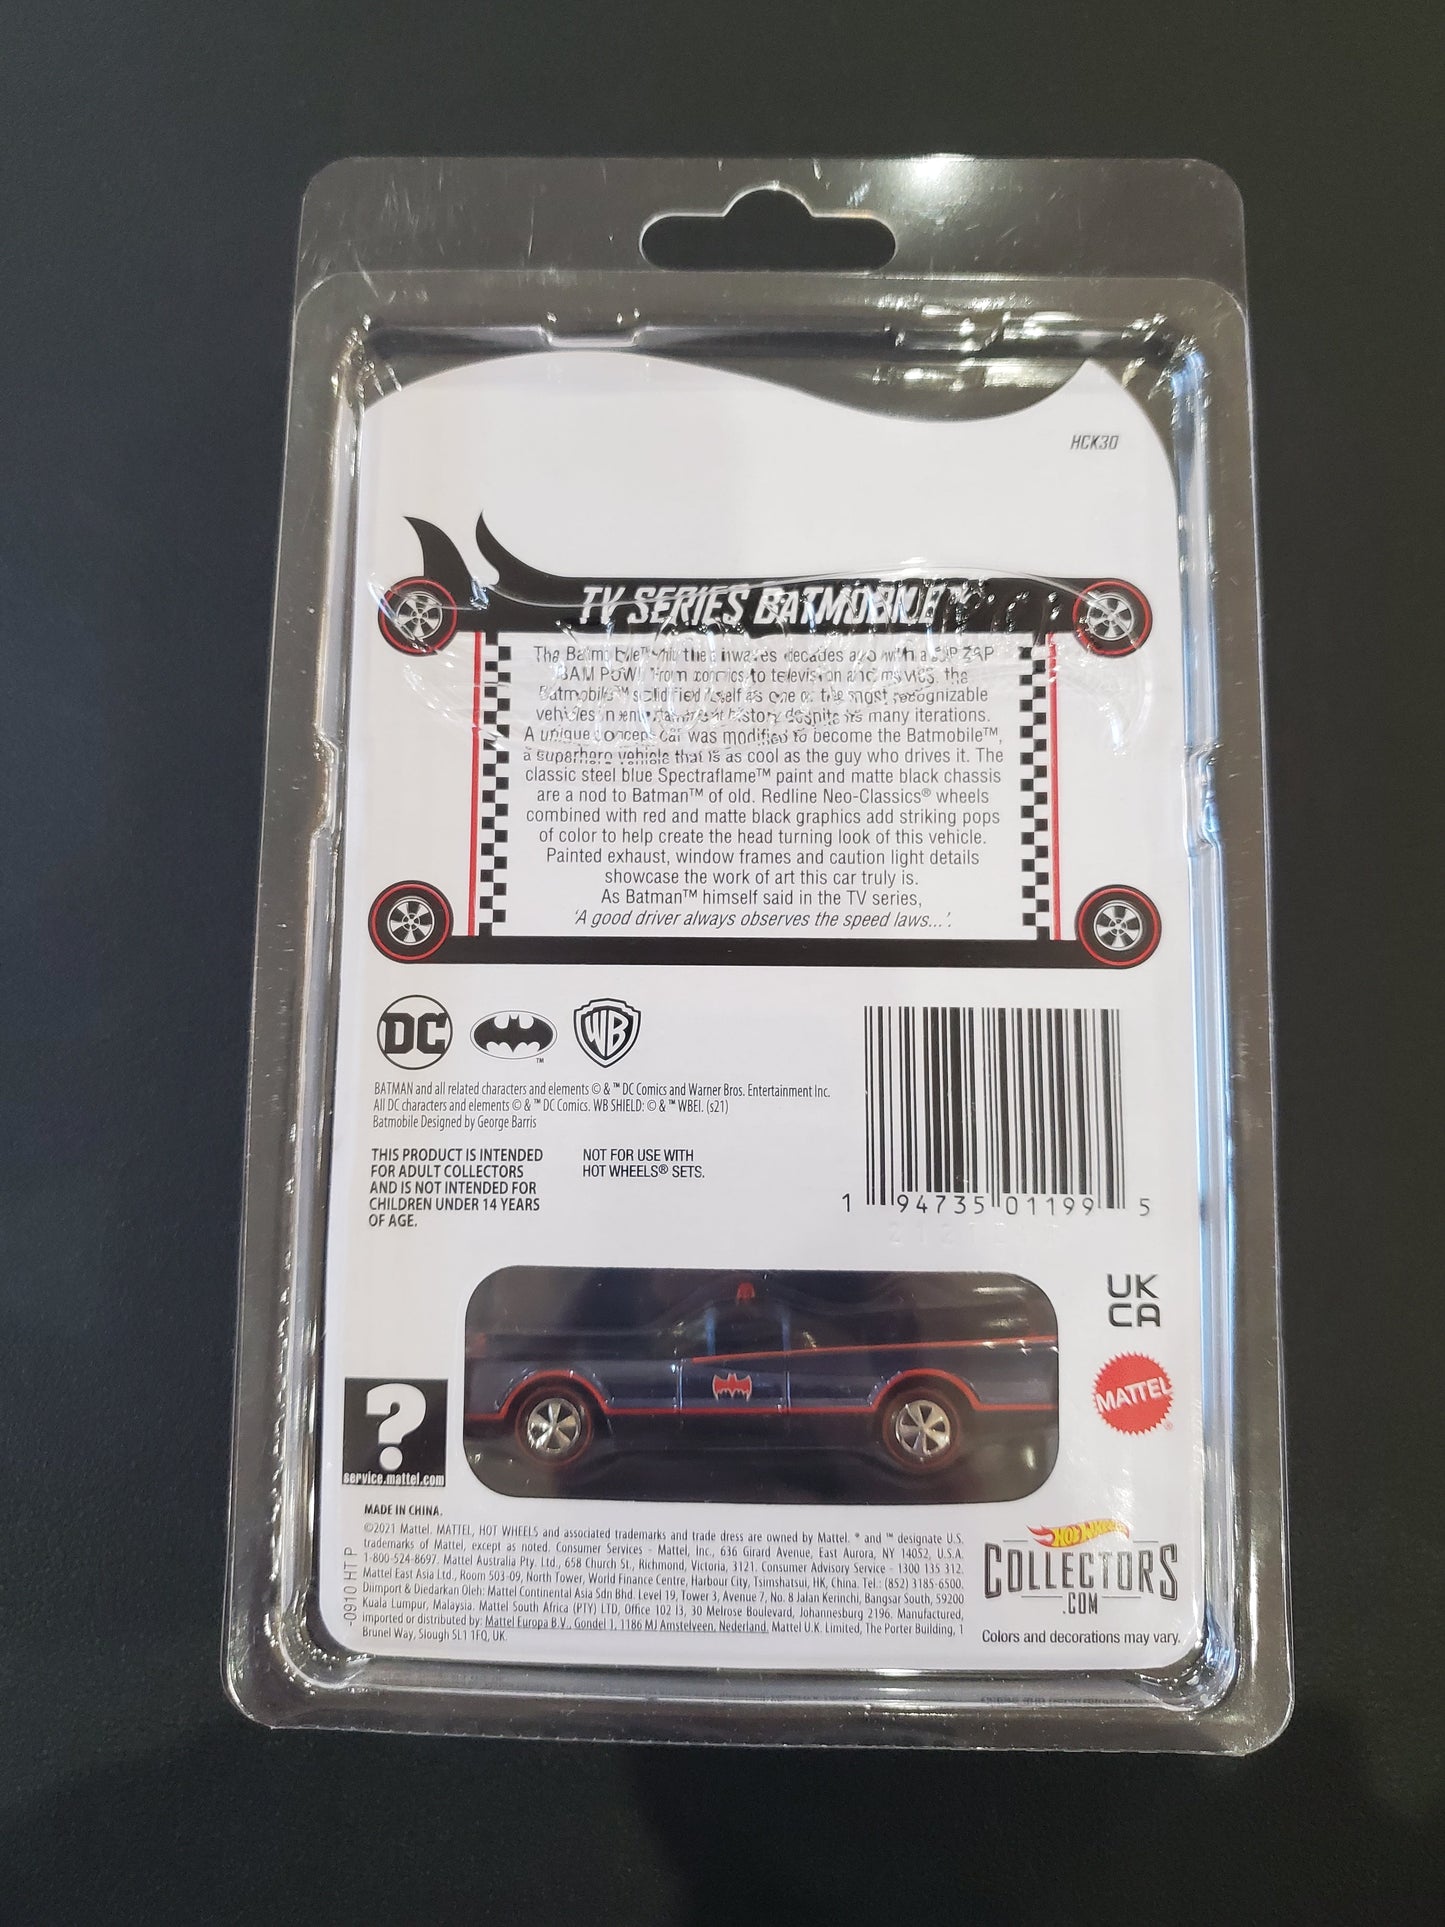 HCK30
TV SERIES BATMOBILE™
The Batmobile™ hit the airwaves decades ago with a ZIP ZAP
BAM POW! From comics to television and movies, the
Batmobile™ solidified itself as one of the most recognizable
vehicles in entertainment history despite its many iterations.
A unique concept car was modified to become the Batmobile™,
a superhero vehicle that is as cool as the guy who drives it. The
classic steel blue Spectraflame™ paint and matte black chassis
are a nod to Batman™ of old. Redline Neo-Classics® wheels
combined with red and matte black graphics add striking pops
of color to help create the head turning look of this vehicle.
Painted exhaust, window frames and caution light details
showcase the work of art this car truly is.
As Batman™ himself said in the TV series,
'A good driver always observes the speed laws...'.
DC
™
WB
BATMAN and all related characters and elements © & ™ DC Comics and Warner Bros. Entertainment Inc.
All DC characters and elements © & ™ DC Comics. WB SHIELD: © & ™ WBEI. (s21)
Batmobile Designed by George Barris
THIS PRODUCT IS INTENDED
FOR ADULT COLLECTORS
AND IS NOT INTENDED FOR
CHILDREN UNDER 14 YEARS
OF AGE.
NOT FOR USE WITH
HOT WHEELS® SETS.
1 94735 01199 5
UK
CA
MATTEL
®
?
service.mattel.com
MADE IN CHINA.
©2021 Mattel. MATTEL, HOT WHEELS and associated trademarks and trade dress are owned by Mattel. ® and ™ designate U.S.
trademarks of Mattel, except as noted. Consumer Services - Mattel, Inc., 636 Girard Avenue, East Aurora, NY 14052, U.S.A.
1-800-524-8697. Mattel Australia Pty. Ltd., 658 Church St., Richmond, Victoria, 3121. Consumer Advisory Service - 1300 135 312.
Mattel East Asia Ltd., Room 503-09, North Tower, World Finance Centre, Harbour City, Tsimshatsui, HK, China. Tel.: (852) 3185-6500.
Diimport & Diedarkan Oleh: Mattel Continental Asia Sdn Bhd. Level 19, Tower 3, Avenue 7, No. 8 Jalan Kerinchi, Bangsar South, 59200
Kuala Lumpur, Malaysia. Mattel South Africa (PTY) LTD, Office 102 I3, 30 Melrose Boulevard, Johannesburg 2196. Manufactured,
imported or distributed by: Mattel Europa B.V., Gondel 1, 1186 MJ Amstelveen, Nederland. Mattel U.K. Limited, The Porter Building, 1
Brunel Way, Slough SL1 1FQ, UK.
-0910 HT P
HOT WHEELS
COLLECTORS
.COM
Colors and decorations may vary.